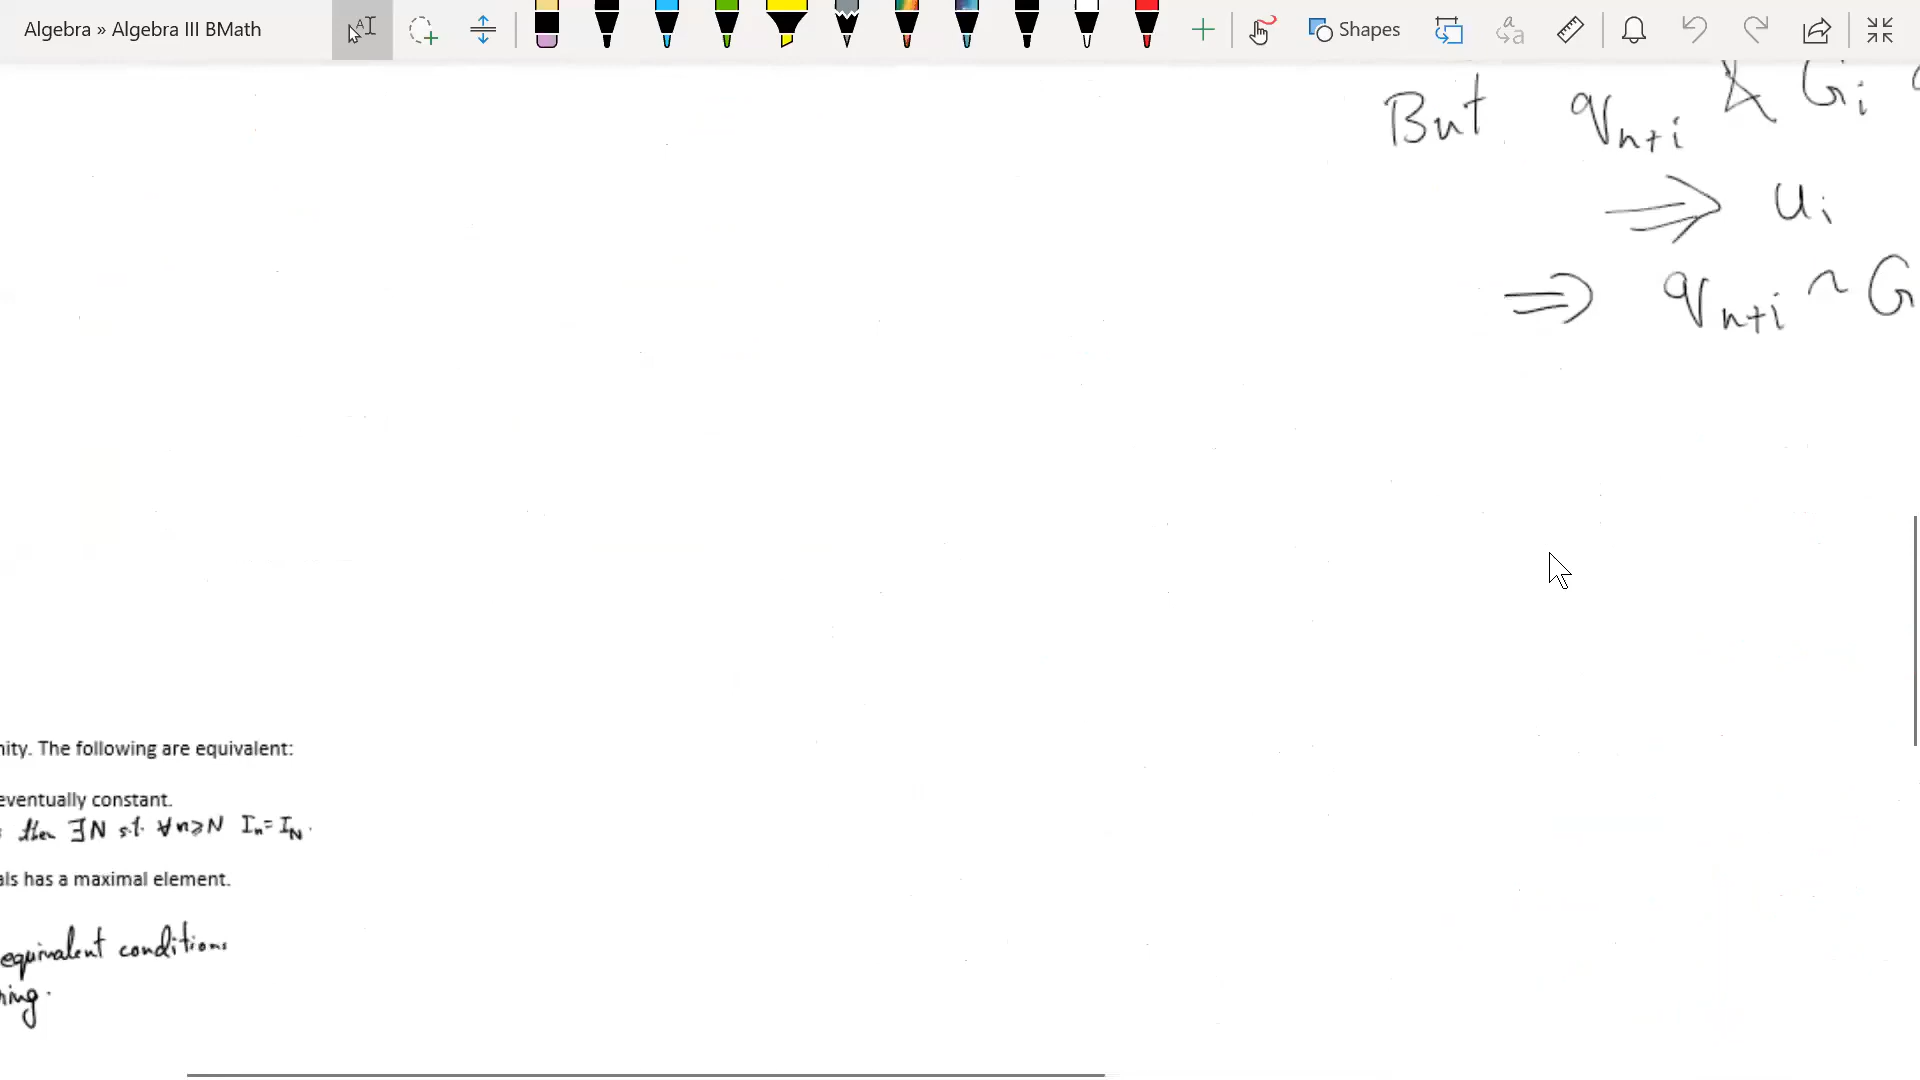 Algebra » Algebra III BMath
Shapes
But q_{n+i} & G_i
⇒ u_i
⇒ q_{n+i} ~ G
nity. The following are equivalent:
eventually constant.
then ∃N s.t. ∀n≥N I_n = I_N.
als has a maximal element.
equivalent conditions
ring.